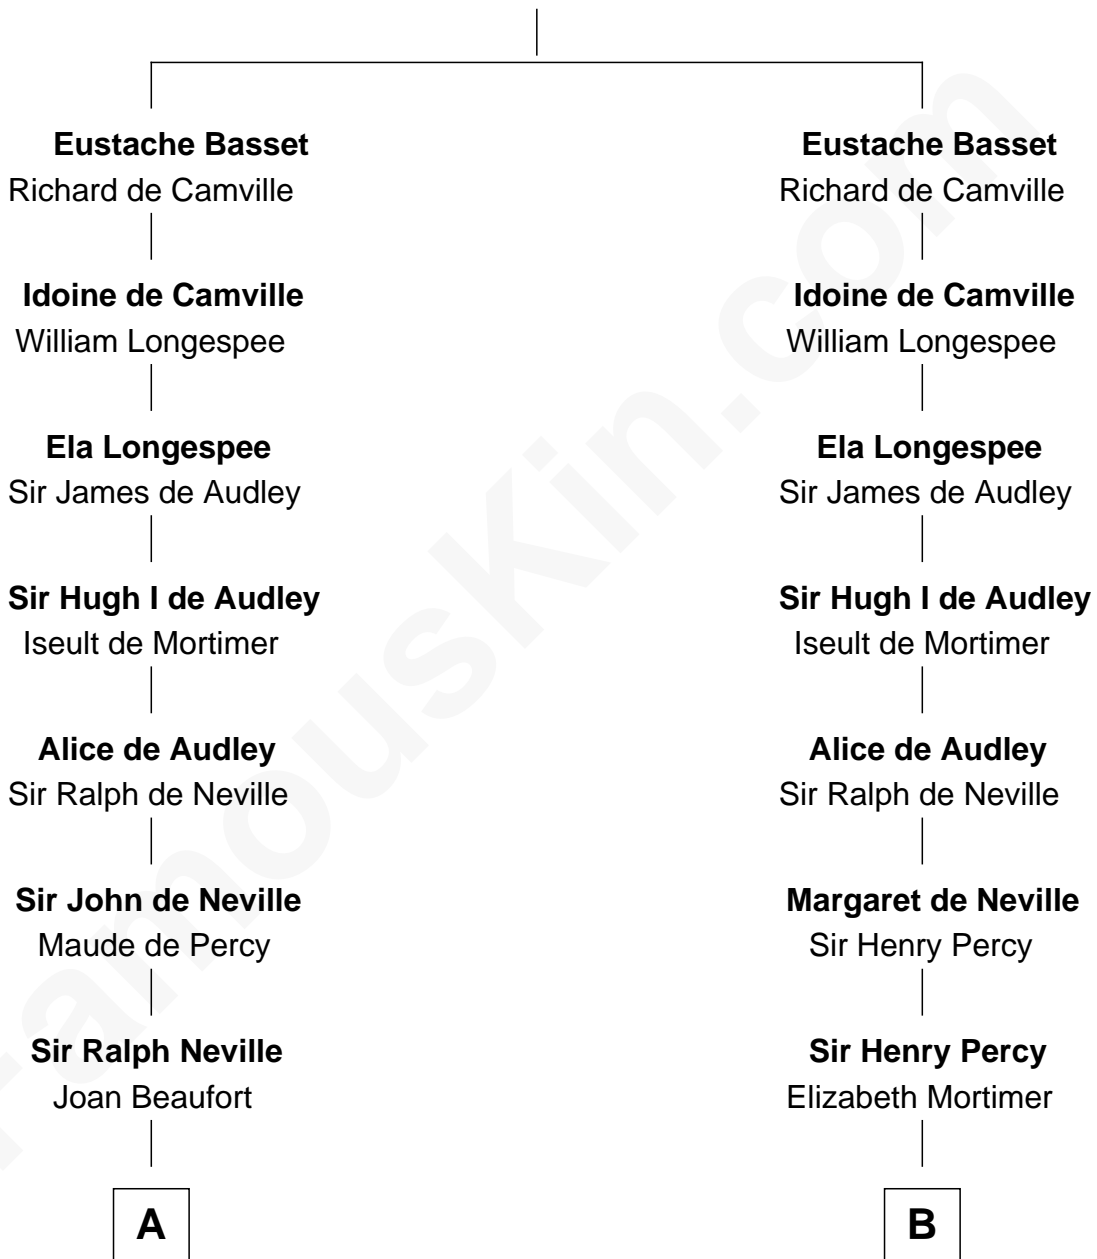 Eustache Basset
Richard de Camville
Eustache Basset
Richard de Camville
Idoine de Camville
William Longespee
Idoine de Camville
William Longespee
Ela Longespee
Sir James de Audley
Ela Longespee
Sir James de Audley
Sir Hugh I de Audley
Iseult de Mortimer
Sir Hugh I de Audley
Iseult de Mortimer
Alice de Audley
Sir Ralph de Neville
Alice de Audley
Sir Ralph de Neville
Sir John de Neville
Maude de Percy
Margaret de Neville
Sir Henry Percy
Sir Ralph Neville
Joan Beaufort
Sir Henry Percy
Elizabeth Mortimer
A
B
FamousKin.com